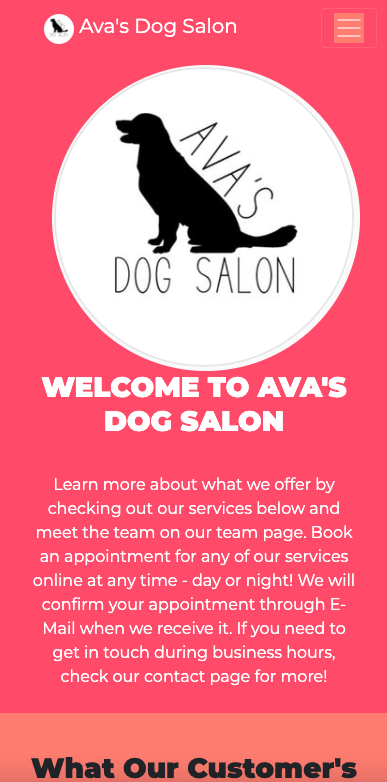 Ava's Dog Salon
AVA'S
DOG SALON
WELCOME TO AVA'S
DOG SALON
Learn more about what we offer by
checking out our services below and
meet the team on our team page. Book
an appointment for any of our services
online at any time - day or night! We will
confirm your appointment through E-
Mail when we receive it. If you need to
get in touch during business hours,
check our contact page for more!
What Our Customer's